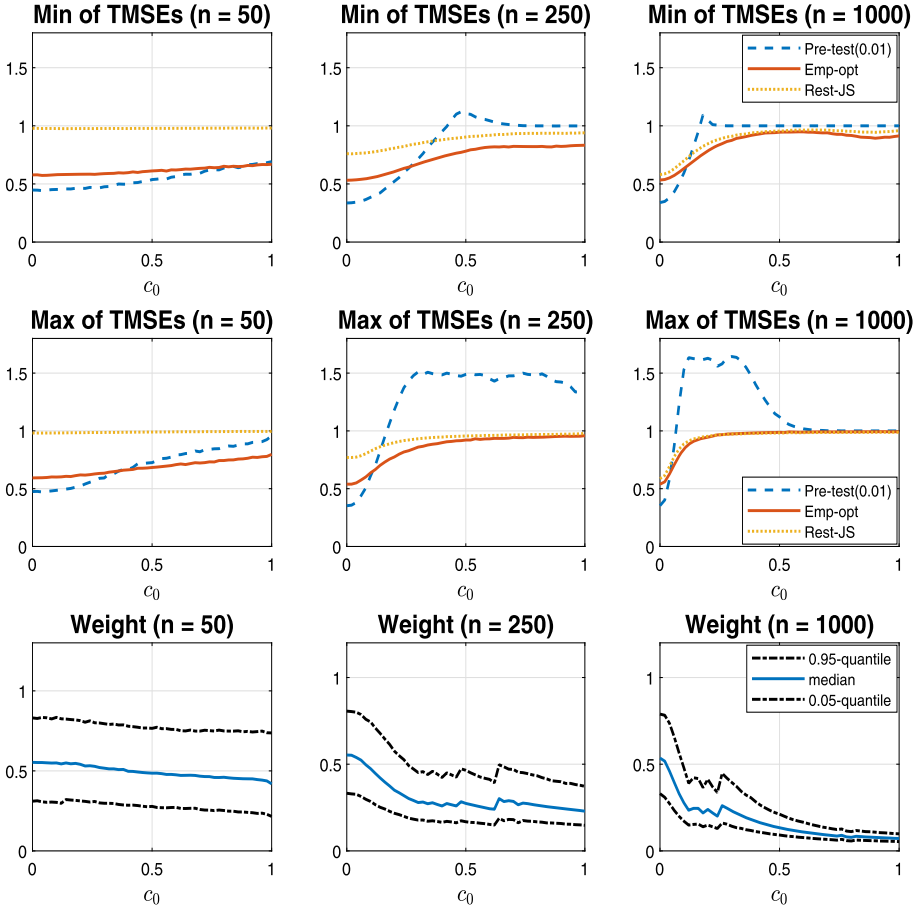 Min of TMSEs (n = 50)
Min of TMSEs (n = 250)
Min of TMSEs (n = 1000)
1.5
1
0.5
0
0
0.5
1
c0
1.5
1
0.5
0
0
0.5
1
c0
1.5
1
0.5
0
0
0.5
1
c0
Pre-test(0.01)
Emp-opt
Rest-JS
Max of TMSEs (n = 50)
Max of TMSEs (n = 250)
Max of TMSEs (n = 1000)
1.5
1
0.5
0
0
0.5
1
c0
1.5
1
0.5
0
0
0.5
1
c0
1.5
1
0.5
0
0
0.5
1
c0
Pre-test(0.01)
Emp-opt
Rest-JS
Weight (n = 50)
Weight (n = 250)
Weight (n = 1000)
1
0.5
0
0
0.5
1
c0
1
0.5
0
0
0.5
1
c0
1
0.5
0
0
0.5
1
c0
0.95-quantile
median
0.05-quantile